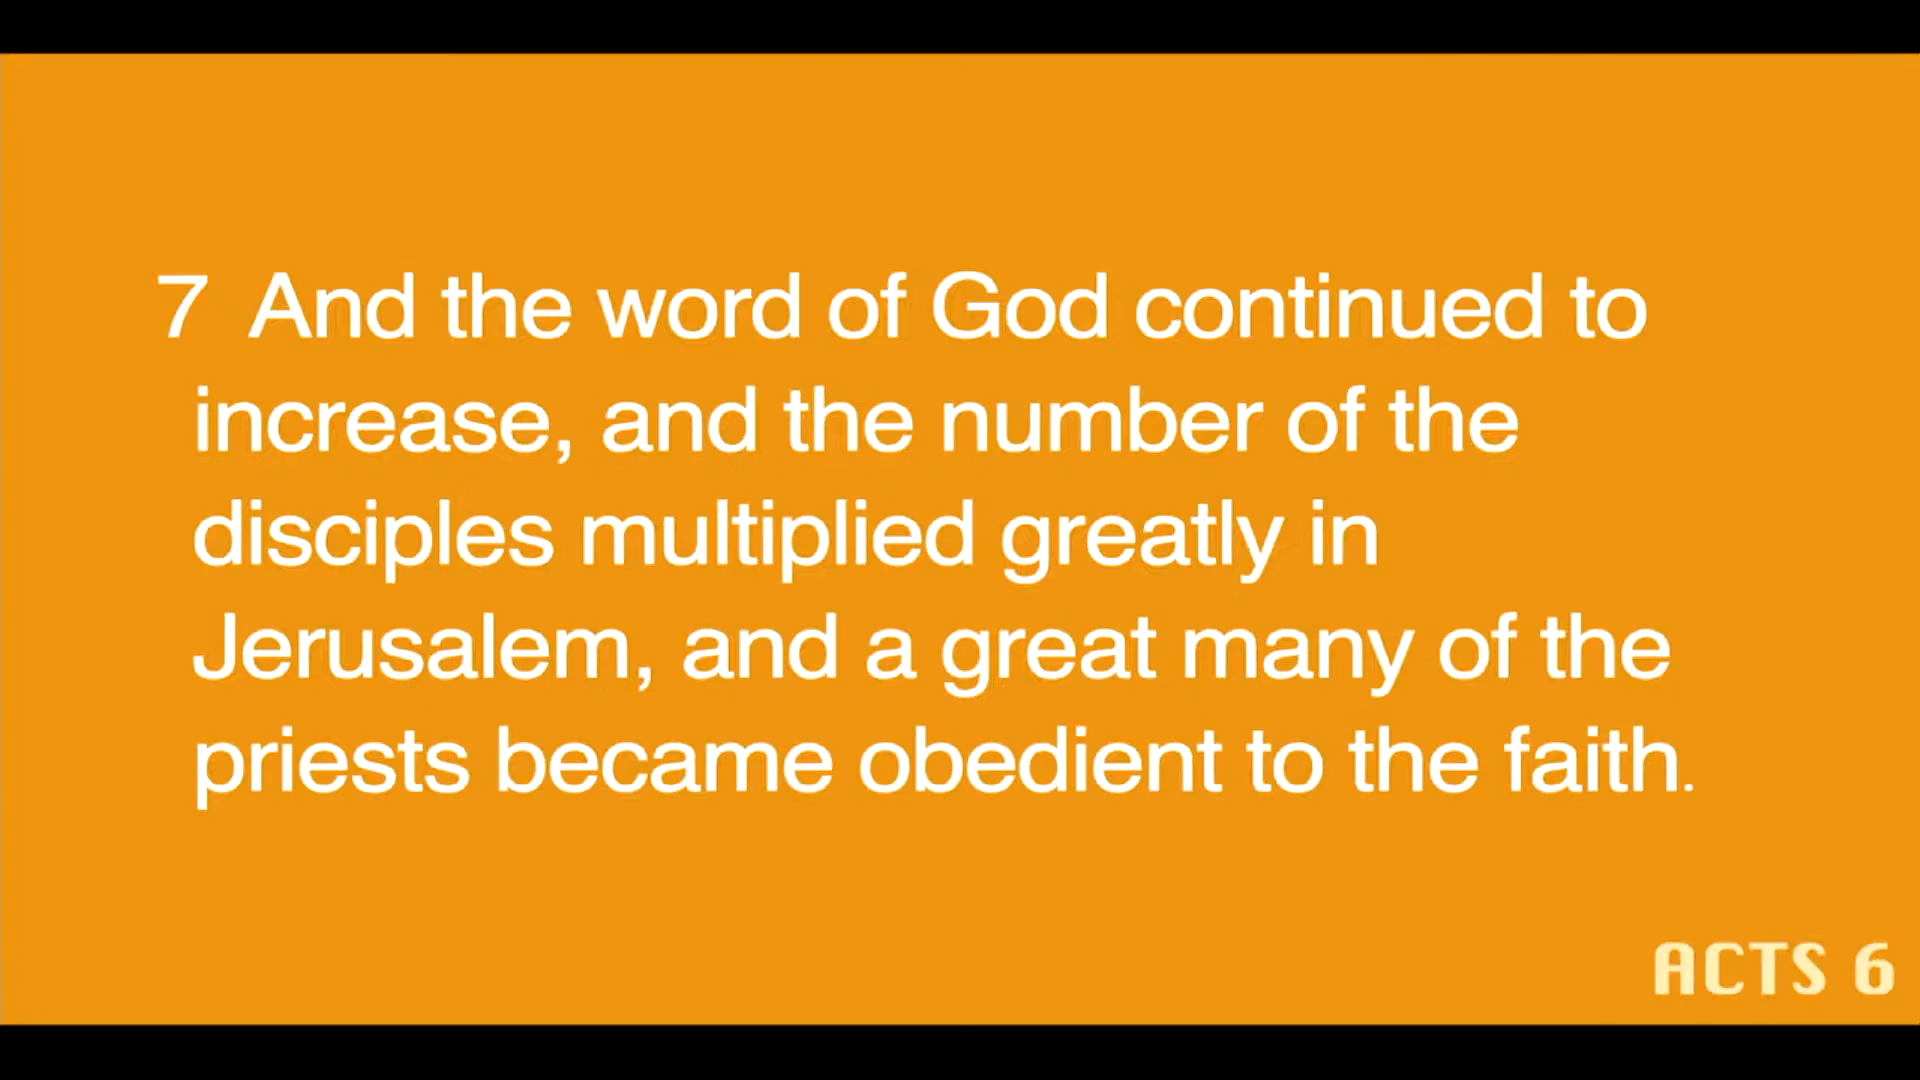 7 And the word of God continued to
increase, and the number of the
disciples multiplied greatly in
Jerusalem, and a great many of the
priests became obedient to the faith.
ACTS 6